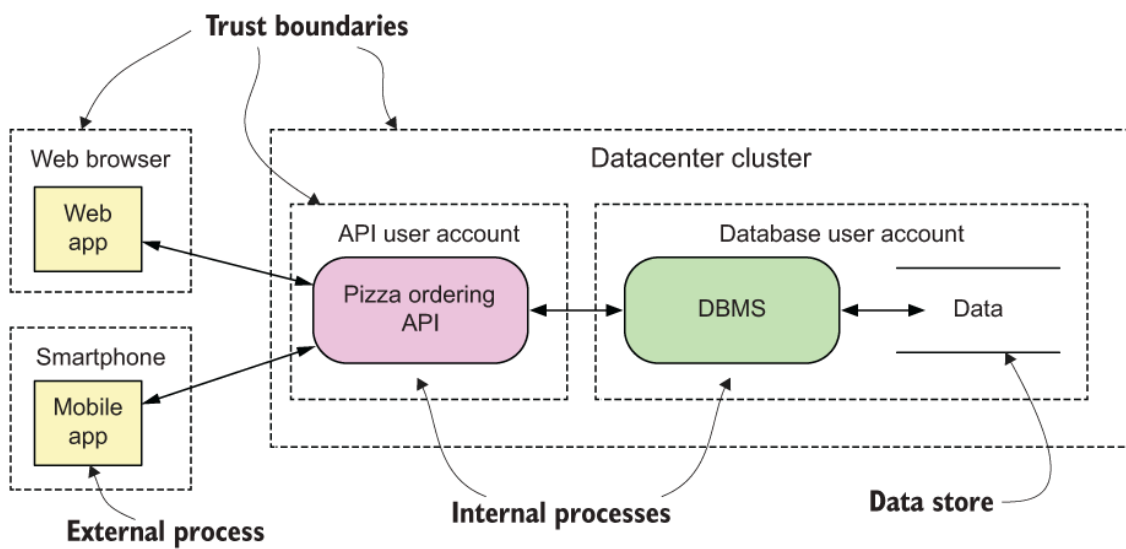 Trust boundaries
Datacenter cluster
Web browser
Web
app
API user account
Database user account
Pizza ordering
API
DBMS
Data
Smartphone
Mobile
app
External process
Internal processes
Data store